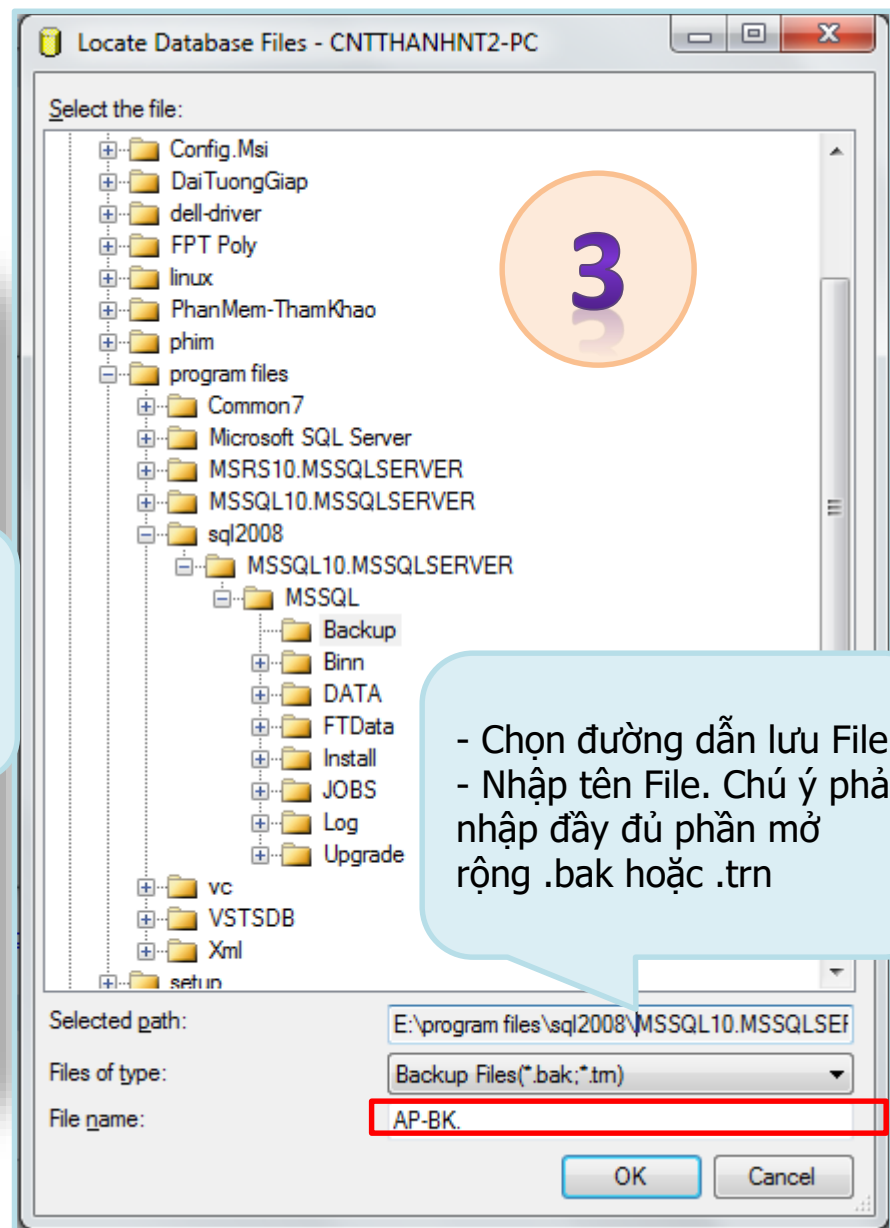 Locate Database Files - CNTTHANHNT2-PC
Select the file:
Config.Msi
DaiTuongGiap
dell-driver
FPT Poly
linux
PhanMem-ThamKhao
phim
program files
Common7
Microsoft SQL Server
MSRS10.MSSQLSERVER
MSSQL10.MSSQLSERVER
sql2008
MSSQL10.MSSQLSERVER
MSSQL
Backup
Binn
DATA
FTData
Install
JOBS
Log
Upgrade
vc
VSTSDB
Xml
setup
3
- Chọn đường dẫn lưu File
- Nhập tên File. Chú ý phả
nhập đầy đủ phần mở
rộng .bak hoặc .trn
Selected path:
E:\program files\sql2008\MSSQL10.MSSQLSER
Files of type:
Backup Files(*.bak;*.trn)
File name:
AP-BK.
OK
Cancel